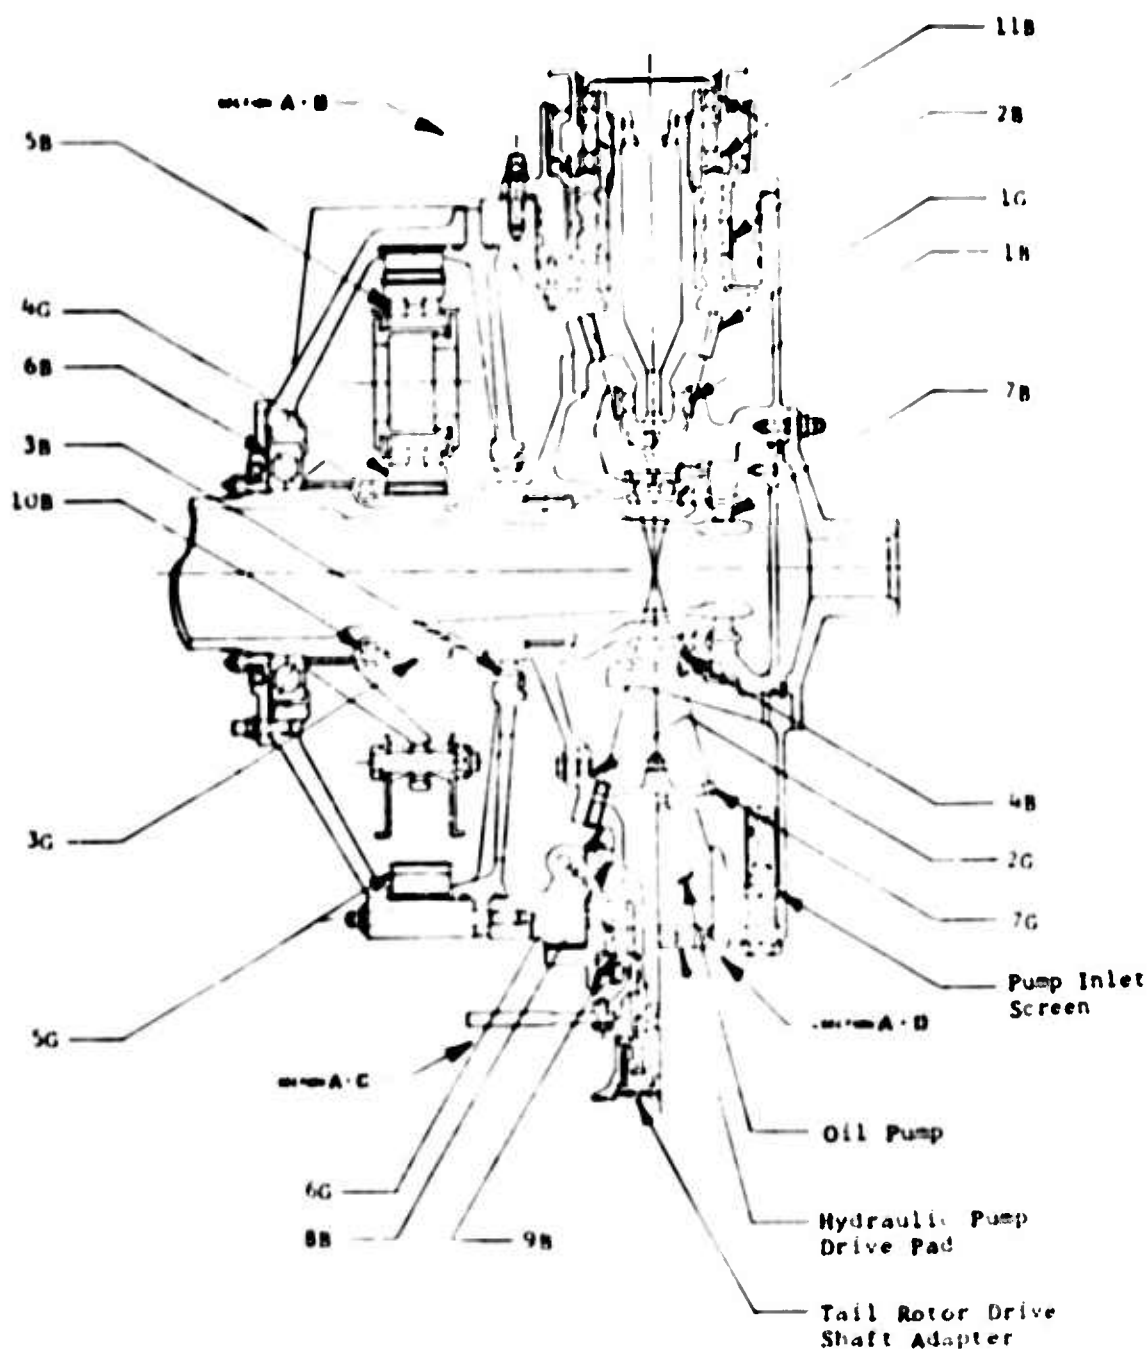 11B
A·B
2B
5B
1G
1B
4G
6B
7B
3B
10B
4B
3G
2G
7G
Pump Inlet
Screen
A·D
5G
A·C
Oil Pump
6G
Hydraulic Pump
Drive Pad
8B
9B
Tail Rotor Drive
Shaft Adapter